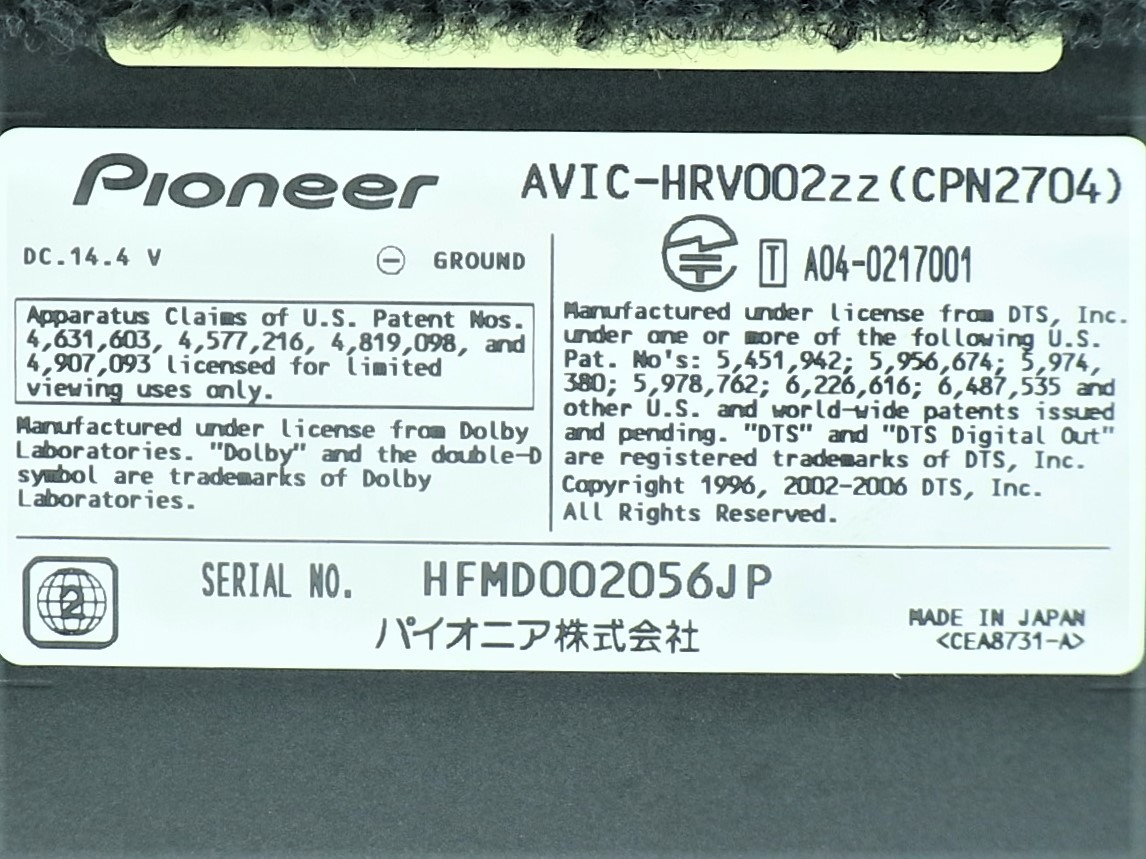 Pioneer
AVIC-HRV002zz(CPN2704)
DC.14.4 V
GROUND
Apparatus Claims of U.S. Patent Nos.
4,631,603, 4,577,216, 4,819,098, and
4,907,093 licensed for limited
viewing uses only.
Manufactured under license from Dolby
Laboratories. "Dolby" and the double-D
symbol are trademarks of Dolby
Laboratories.
T A04-0217001
Manufactured under license from DTS, Inc.
under one or more of the following U.S.
Pat. No's: 5,451,942; 5,956,674; 5,974,
380; 5,978,762; 6,226,616; 6,487,535 and
other U.S. and world-wide patents issued
and pending. "DTS" and "DTS Digital Out"
are registered trademarks of DTS, Inc.
Copyright 1996, 2002-2006 DTS, Inc.
All Rights Reserved.
2
SERIAL NO. HFMD002056JP
パイオニア株式会社
MADE IN JAPAN
<CEA8731-A>